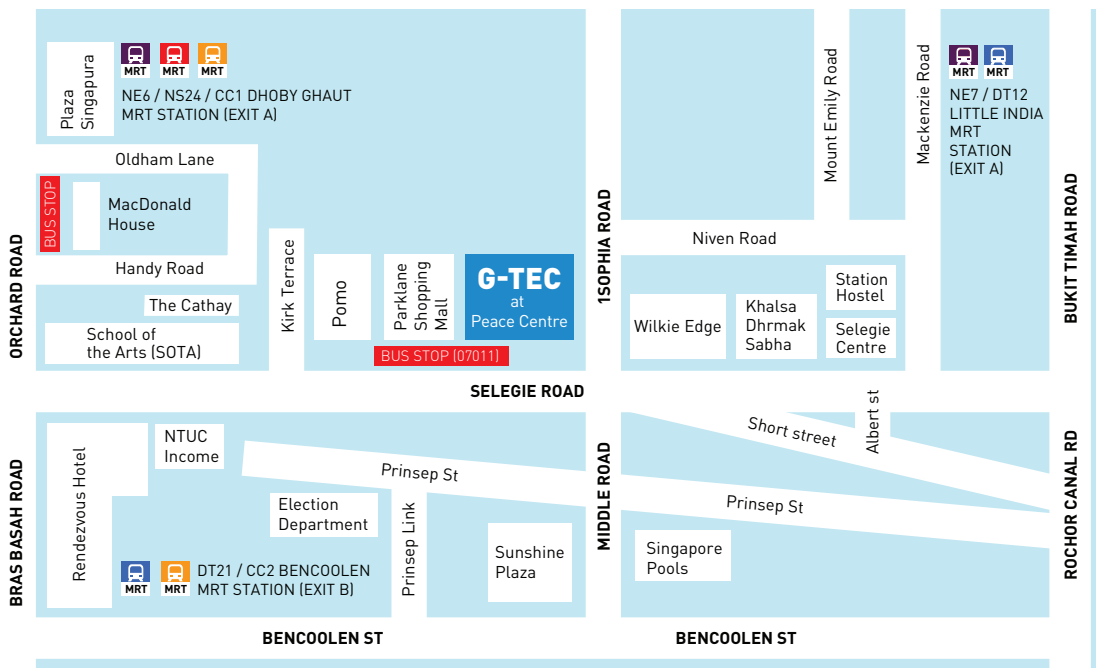 Plaza
Singapura
MRT
MRT
MRT
NE6 / NS24 / CC1 DHOBY GHAUT
MRT STATION (EXIT A)
Oldham Lane
BUS STOP
MacDonald
House
Handy Road
The Cathay
School of
the Arts (SOTA)
ORCHARD ROAD
Kirk Terrace
Pomo
Parklane
Shopping
Mall
G-TEC
at
Peace Centre
BUS STOP (07011)
1SOPHIA ROAD
Mount Emily Road
Mackenzie Road
MRT
MRT
NE7 / DT12
LITTLE INDIA
MRT
STATION
(EXIT A)
BUKIT TIMAH ROAD
Niven Road
Wilkie Edge
Khalsa
Dhrmak
Sabha
Station
Hostel
Selegie
Centre
SELEGIE ROAD
BRAS BASAH ROAD
Rendezvous Hotel
NTUC
Income
Prinsep St
Election
Department
Prinsep Link
MRT
MRT
DT21 / CC2 BENCOOLEN
MRT STATION (EXIT B)
Sunshine
Plaza
MIDDLE ROAD
Short street
Albert st
Prinsep St
Singapore
Pools
ROCHOR CANAL RD
BENCOOLEN ST
BENCOOLEN ST